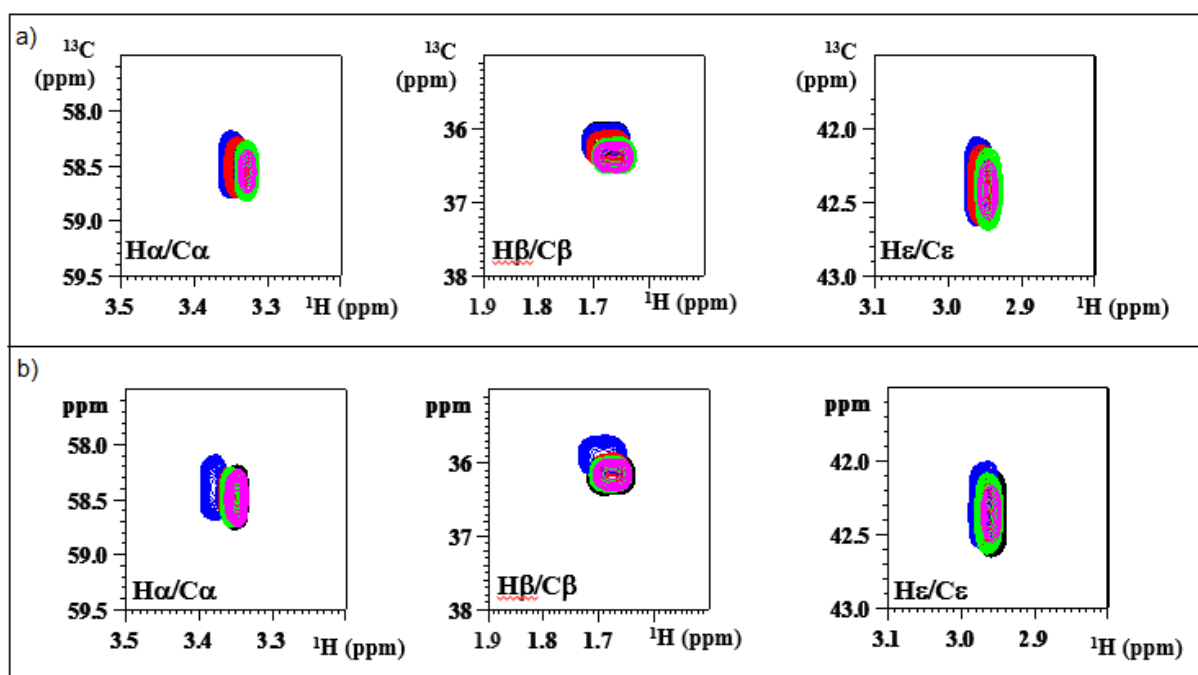 a)
13C
(ppm)
58.0
58.5
59.0
59.5
Hα/Cα
3.5 3.4 3.3 1H (ppm)
13C
(ppm)
36
37
38
Hβ/Cβ
1.9 1.8 1.7 1H (ppm)
13C
(ppm)
42.0
42.5
43.0
Hε/Cε
3.1 3.0 2.9 1H (ppm)
b)
ppm
58.0
58.5
59.0
59.5
Hα/Cα
3.5 3.4 3.3 1H (ppm)
ppm
36
37
38
Hβ/Cβ
1.9 1.8 1.7 1H (ppm)
ppm
42.0
42.5
43.0
Hε/Cε
3.1 3.0 2.9 1H (ppm)